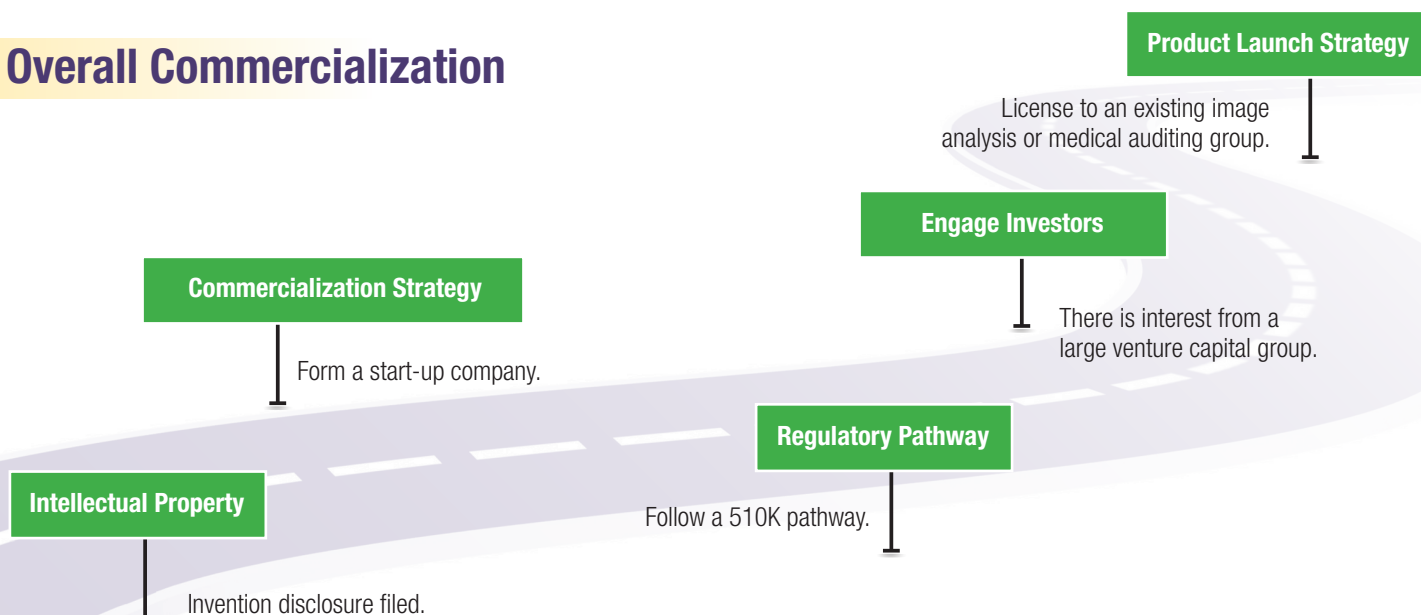 Overall Commercialization
Product Launch Strategy
License to an existing image
analysis or medical auditing group.
Engage Investors
There is interest from a
large venture capital group.
Commercialization Strategy
Form a start-up company.
Regulatory Pathway
Follow a 510K pathway.
Intellectual Property
Invention disclosure filed.